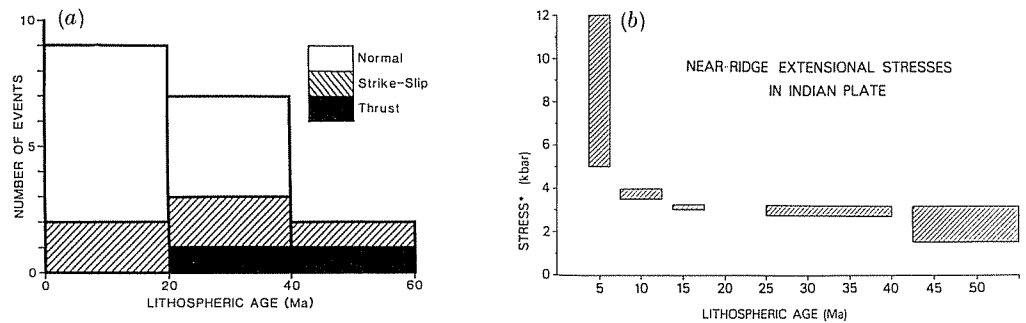 (a)
10
5
0
NUMBER OF EVENTS
Normal
Strike-Slip
Thrust
0 20 40 60
LITHOSPHERIC AGE (Ma)
(b)
NEAR-RIDGE EXTENSIONAL STRESSES
IN INDIAN PLATE
12
10
8
6
4
2
0
STRESS* (kbar)
5 10 15 20 25 30 35 40 45 50
LITHOSPHERIC AGE (Ma)